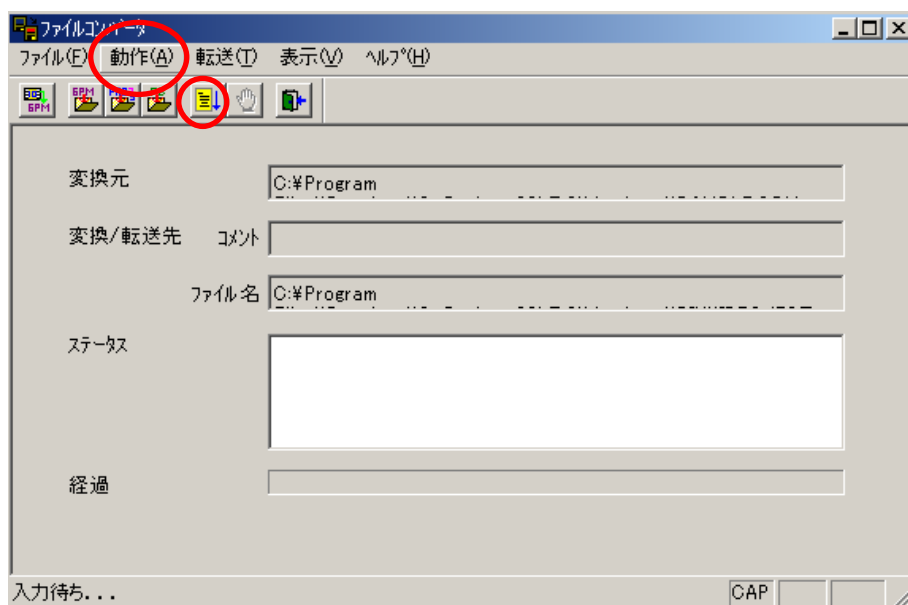 ファイルコンバータ
ファイル(F) 動作(A) 転送(T) 表示(V) ヘルプ(H)
GPM GPM
変換元
C:¥Program
変換/転送先 コメント
ファイル名 C:¥Program
ステータス
経過
入力待ち... CAP